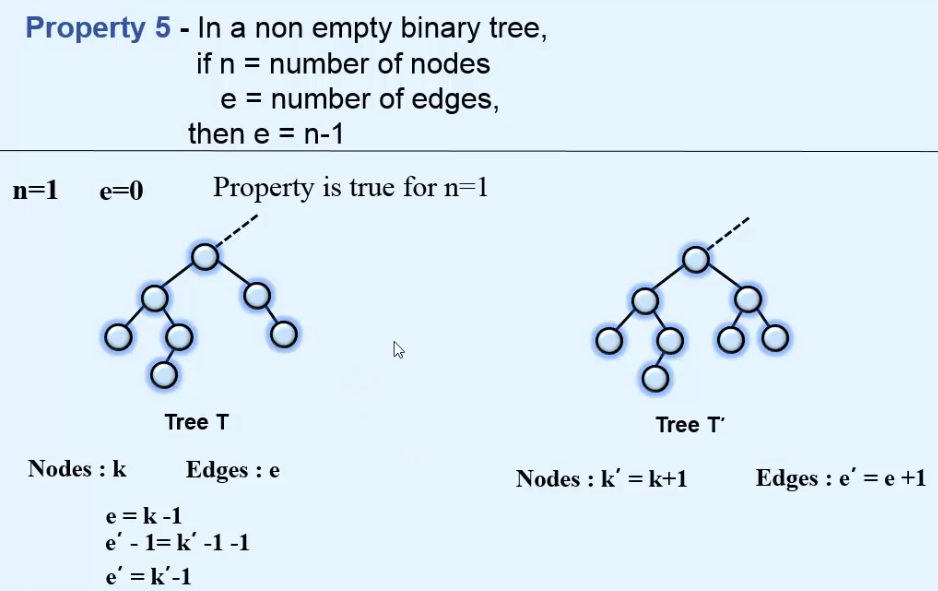 Property 5 - In a non empty binary tree,
if n = number of nodes
e = number of edges,
then e = n-1
n=1 e=0 Property is true for n=1
Tree T
Tree T′
Nodes : k Edges : e
Nodes : k′ = k+1 Edges : e′ = e +1
e = k -1
e′ - 1= k′ -1 -1
e′ = k′-1